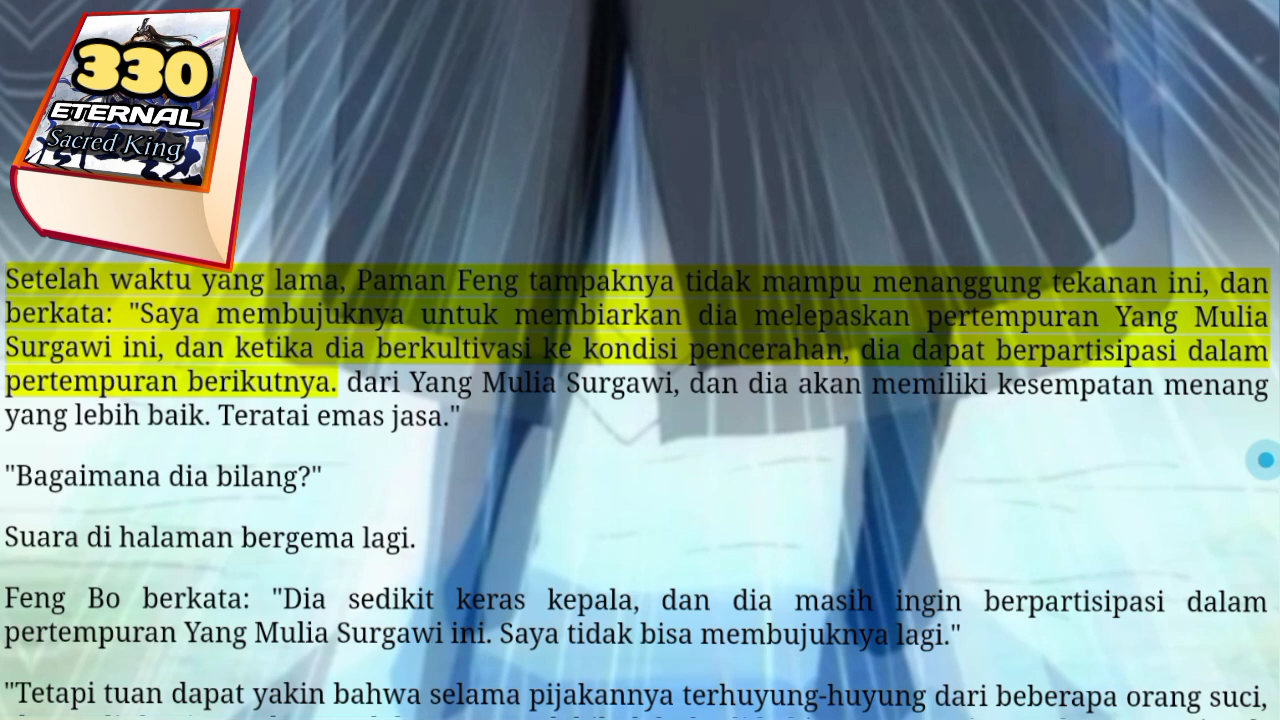 330
ETERNAL
Sacred King
Setelah waktu yang lama, Paman Feng tampaknya tidak mampu menanggung tekanan ini, dan
berkata: "Saya membujuknya untuk membiarkan dia melepaskan pertempuran Yang Mulia
Surgawi ini, dan ketika dia berkultivasi ke kondisi pencerahan, dia dapat berpartisipasi dalam
pertempuran berikutnya. dari Yang Mulia Surgawi, dan dia akan memiliki kesempatan menang
yang lebih baik. Teratai emas jasa."
"Bagaimana dia bilang?"
Suara di halaman bergema lagi.
Feng Bo berkata: "Dia sedikit keras kepala, dan dia masih ingin berpartisipasi dalam
pertempuran Yang Mulia Surgawi ini. Saya tidak bisa membujuknya lagi."
"Tetapi tuan dapat yakin bahwa selama pijakannya terhuyung-huyung dari beberapa orang suci,